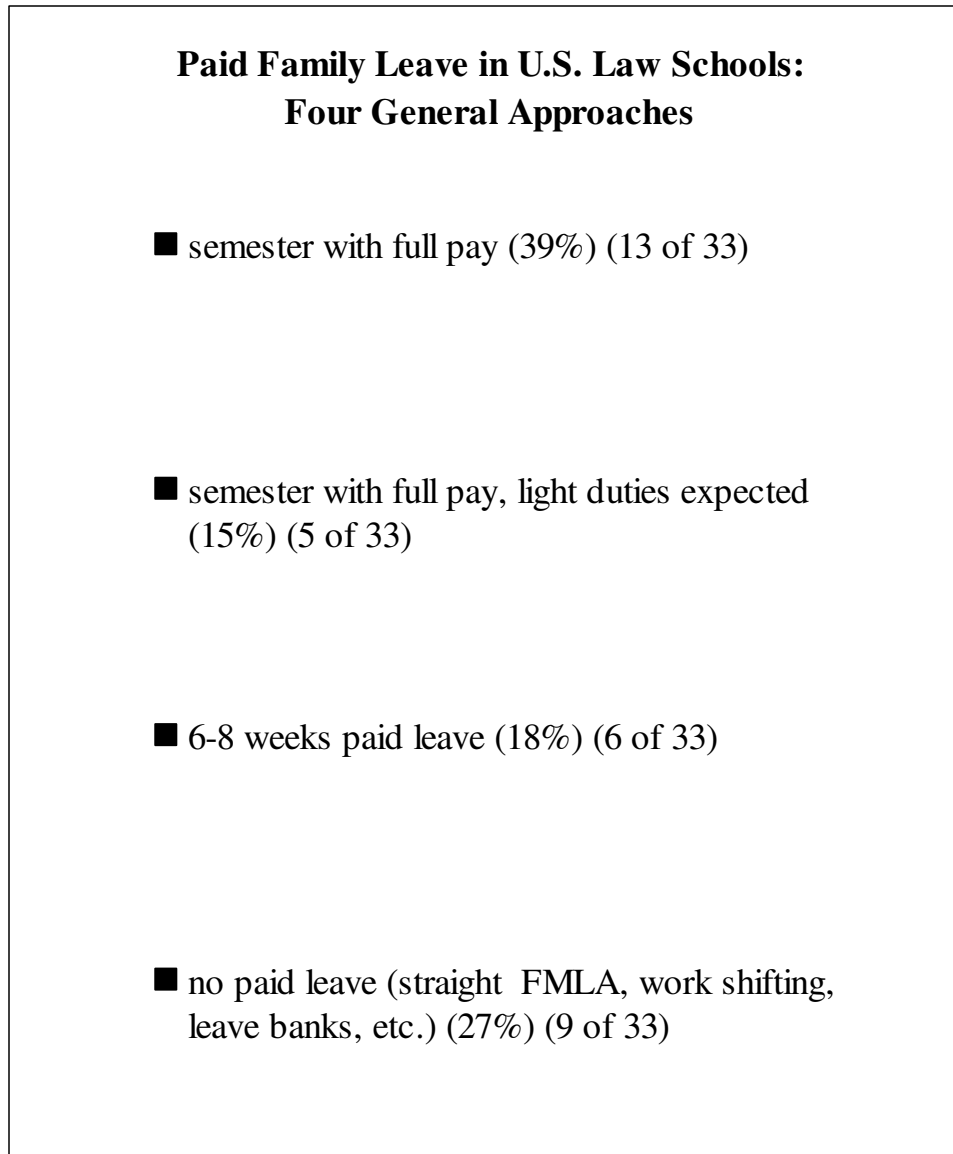 Paid Family Leave in U.S. Law Schools:
Four General Approaches
■ semester with full pay (39%) (13 of 33)
■ semester with full pay, light duties expected
(15%) (5 of 33)
■ 6-8 weeks paid leave (18%) (6 of 33)
■ no paid leave (straight FMLA, work shifting,
leave banks, etc.) (27%) (9 of 33)